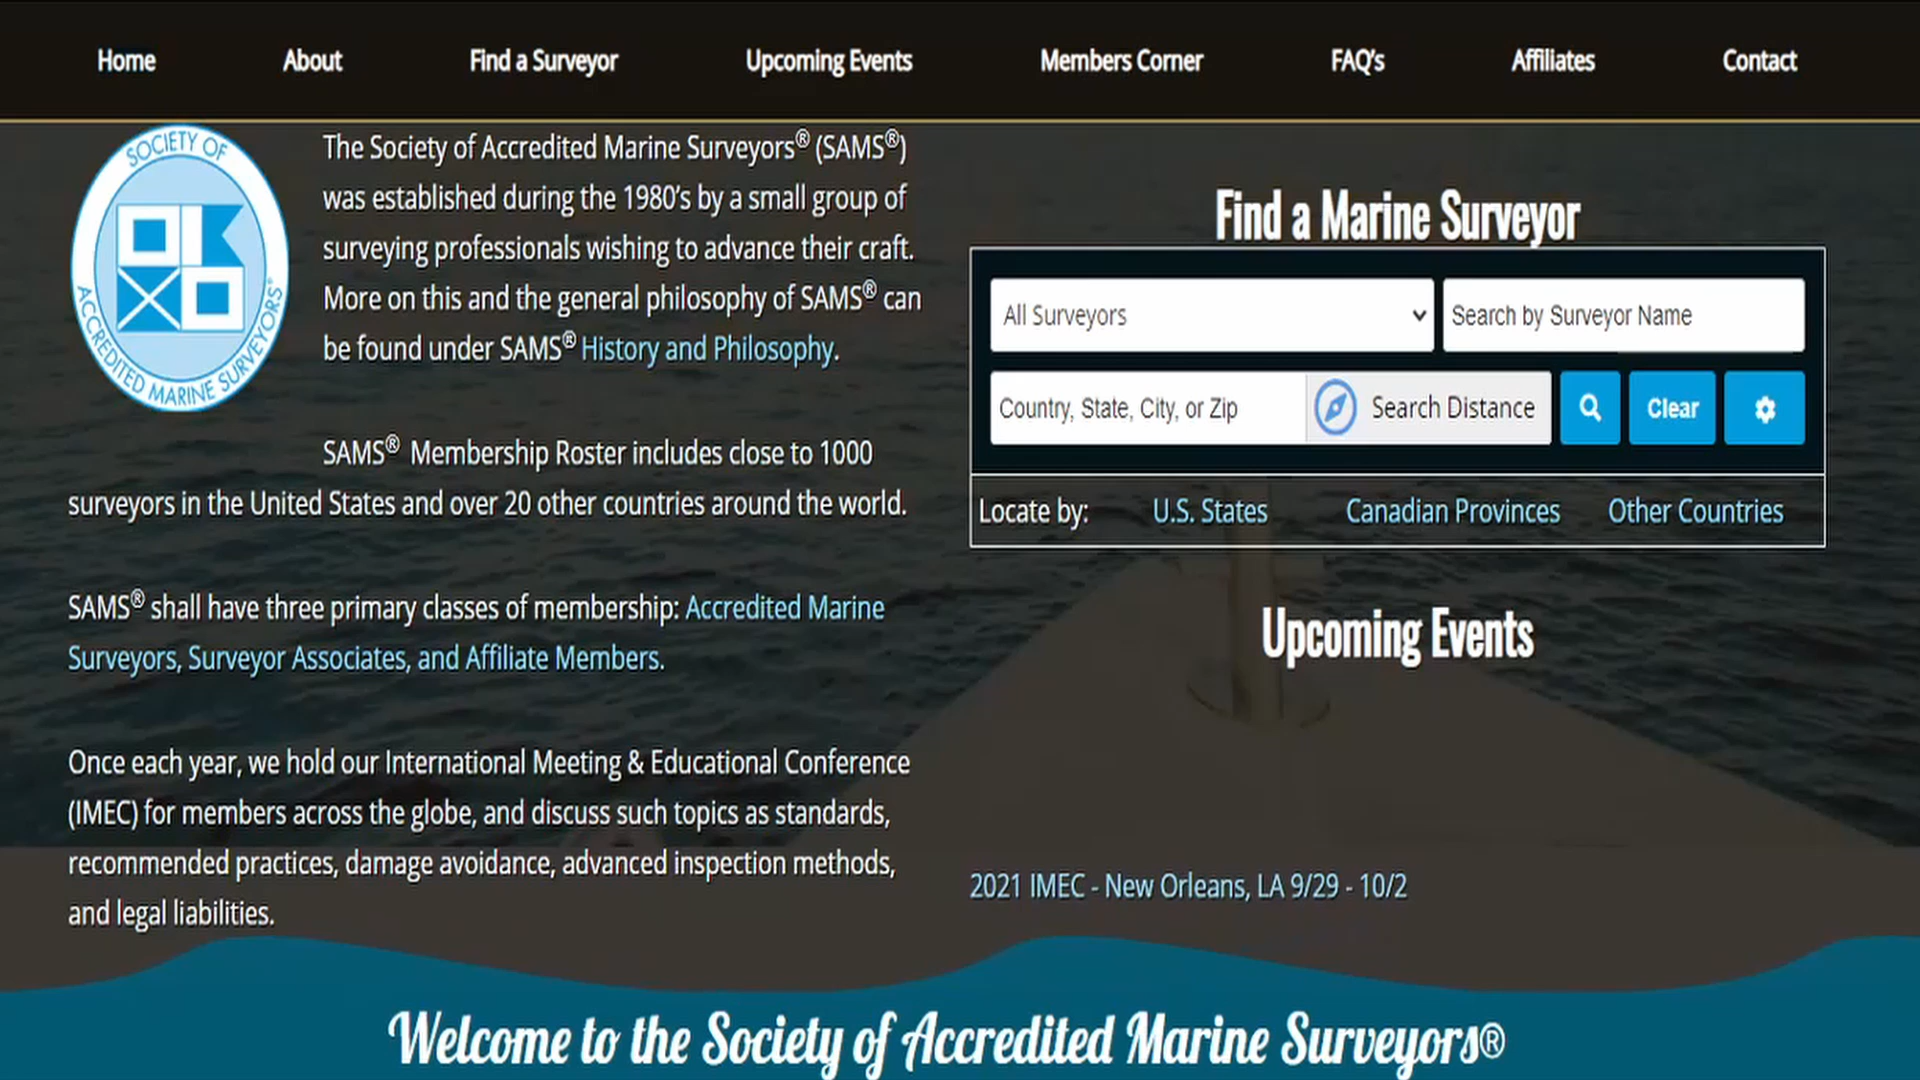 Home About Find a Surveyor Upcoming Events Members Corner FAQ's Affiliates Contact
SOCIETY OF
ACCREDITED MARINE SURVEYORS®
The Society of Accredited Marine Surveyors® (SAMS®)
was established during the 1980's by a small group of
surveying professionals wishing to advance their craft.
More on this and the general philosophy of SAMS® can
be found under SAMS® History and Philosophy.
SAMS® Membership Roster includes close to 1000
surveyors in the United States and over 20 other countries around the world.
SAMS® shall have three primary classes of membership: Accredited Marine
Surveyors, Surveyor Associates, and Affiliate Members.
Once each year, we hold our International Meeting & Educational Conference
(IMEC) for members across the globe, and discuss such topics as standards,
recommended practices, damage avoidance, advanced inspection methods,
and legal liabilities.
Find a Marine Surveyor
All Surveyors Search by Surveyor Name
Country, State, City, or Zip Search Distance Clear
Locate by: U.S. States Canadian Provinces Other Countries
Upcoming Events
2021 IMEC - New Orleans, LA 9/29 - 10/2
Welcome to the Society of Accredited Marine Surveyors®